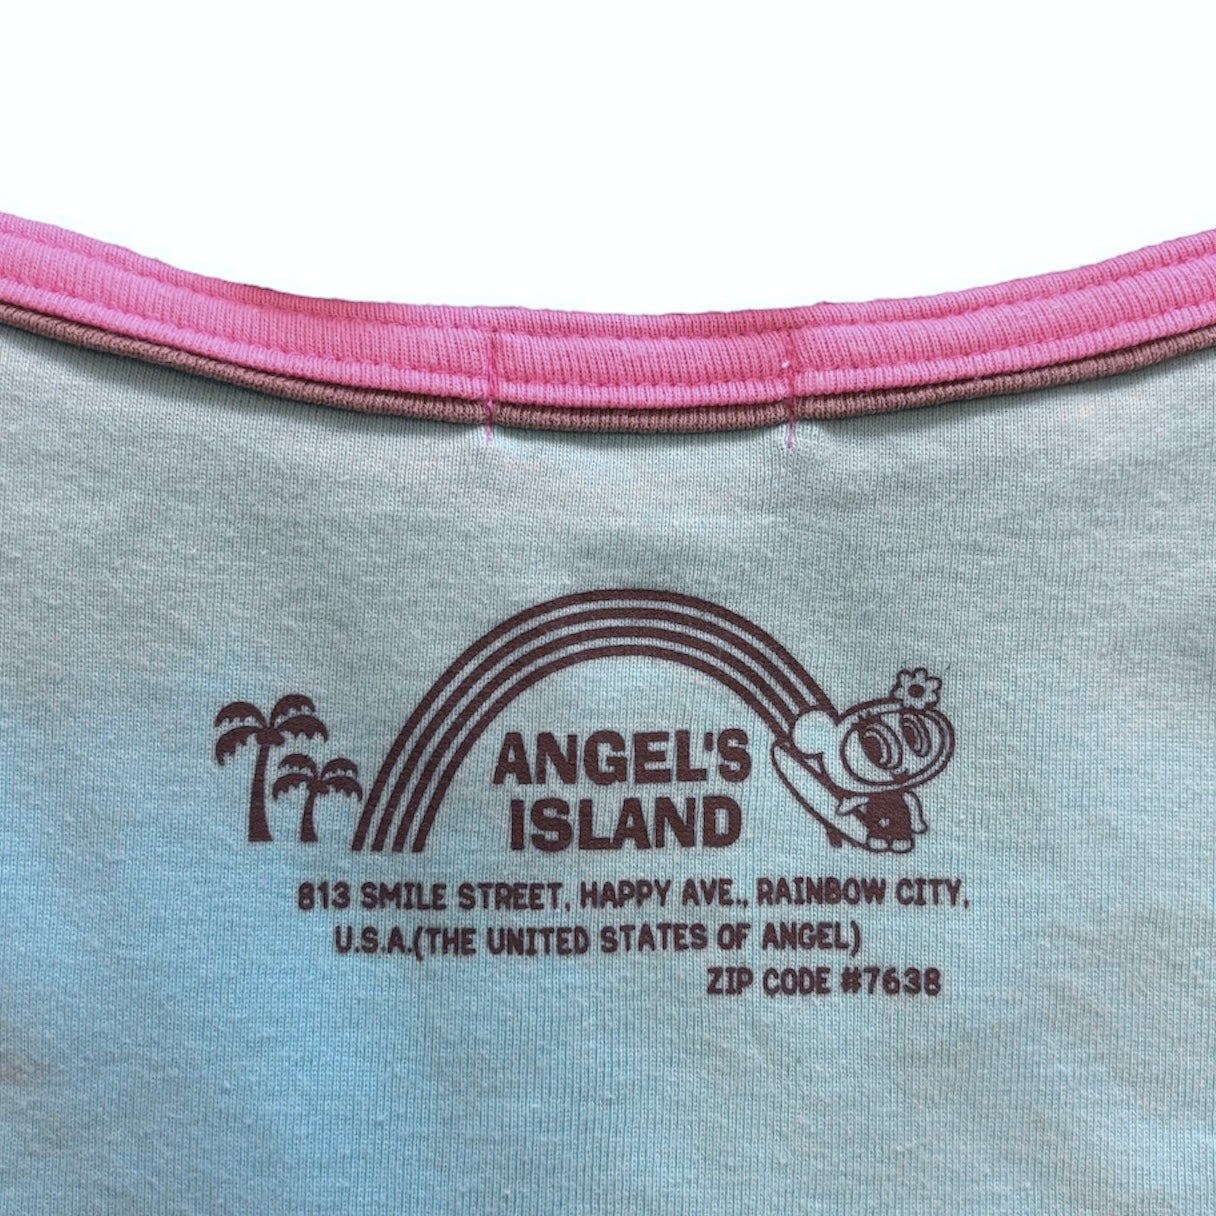 ANGEL'S
ISLAND
813 SMILE STREET, HAPPY AVE., RAINBOW CITY,
U.S.A.(THE UNITED STATES OF ANGEL)
ZIP CODE #7638